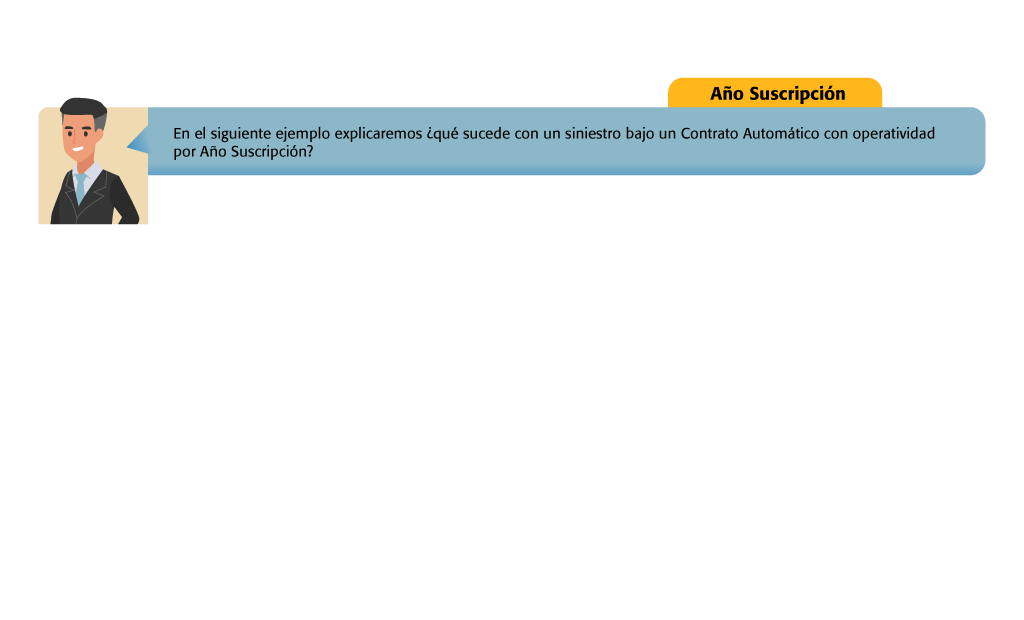 Año Suscripción
En el siguiente ejemplo explicaremos ¿qué sucede con un siniestro bajo un Contrato Automático con operatividad
por Año Suscripción?